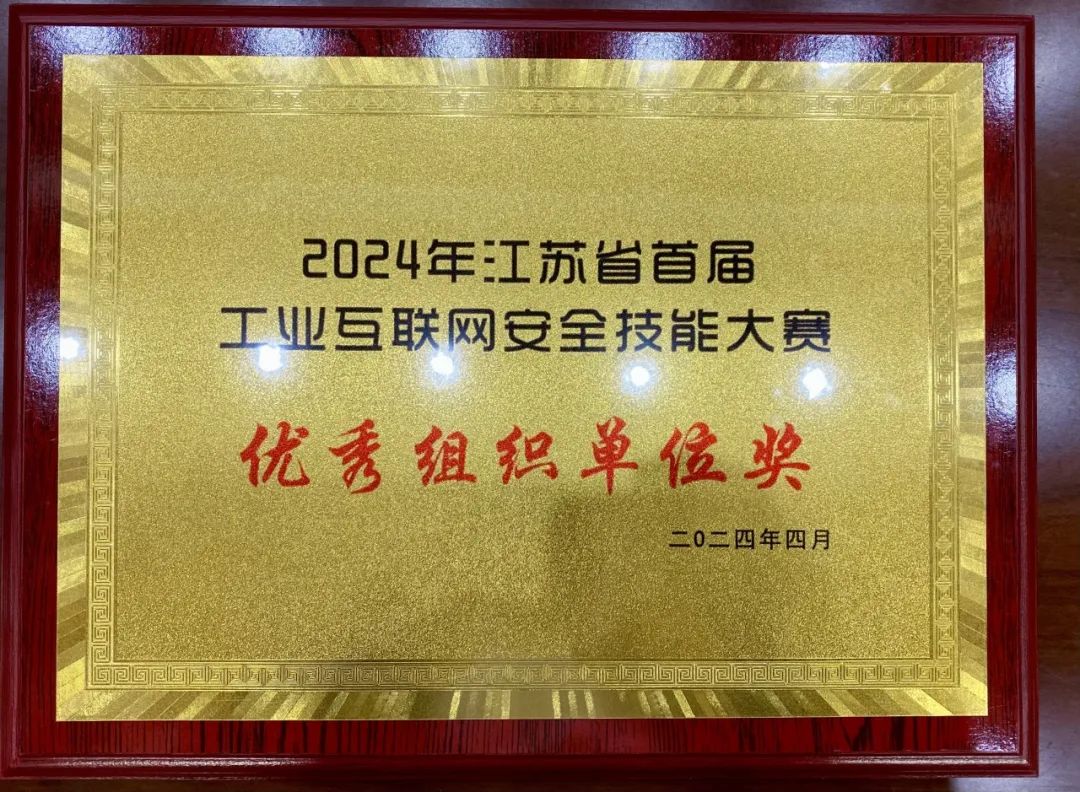 2024年江苏省首届
工业互联网安全技能大赛
优秀组织单位奖
二0二四年四月